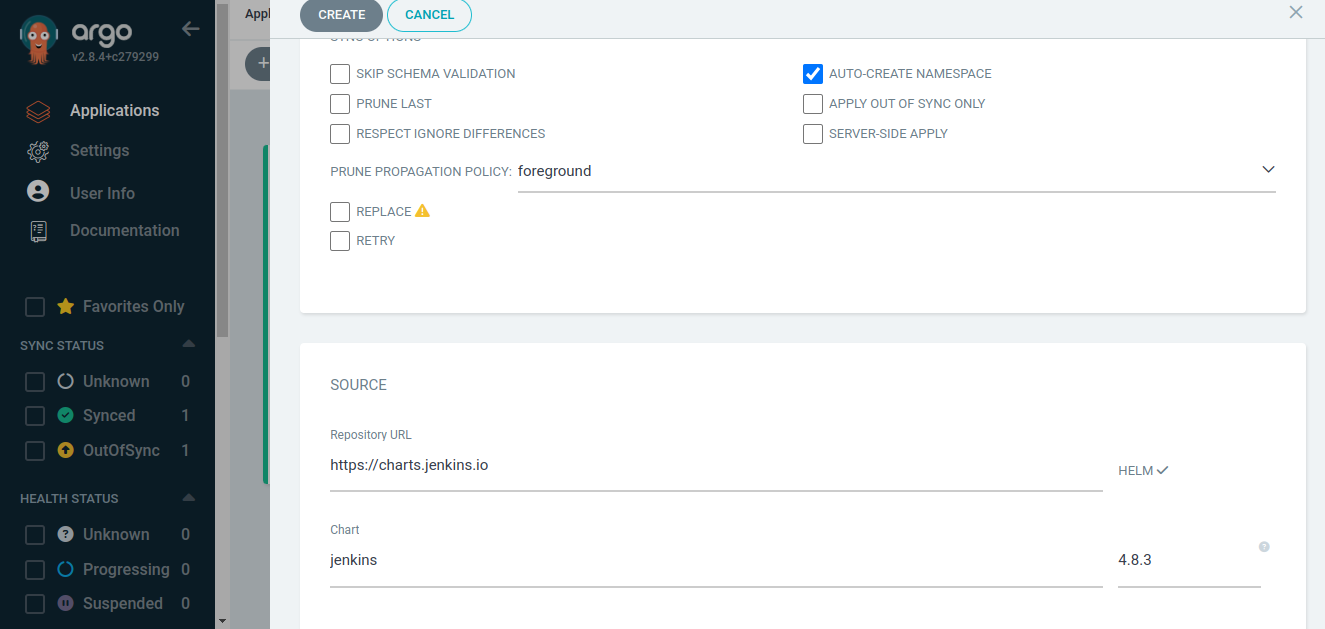 argo
v2.8.4+c279299
Applications
Settings
User Info
Documentation
Favorites Only
SYNC STATUS
Unknown 0
Synced 1
OutOfSync 1
HEALTH STATUS
Unknown 0
Progressing 0
Suspended 0
Appl
+
CREATE CANCEL
SYNC OPTIONS
SKIP SCHEMA VALIDATION AUTO-CREATE NAMESPACE
PRUNE LAST APPLY OUT OF SYNC ONLY
RESPECT IGNORE DIFFERENCES SERVER-SIDE APPLY
PRUNE PROPAGATION POLICY: foreground
REPLACE
RETRY
SOURCE
Repository URL
https://charts.jenkins.io HELM
Chart
jenkins 4.8.3